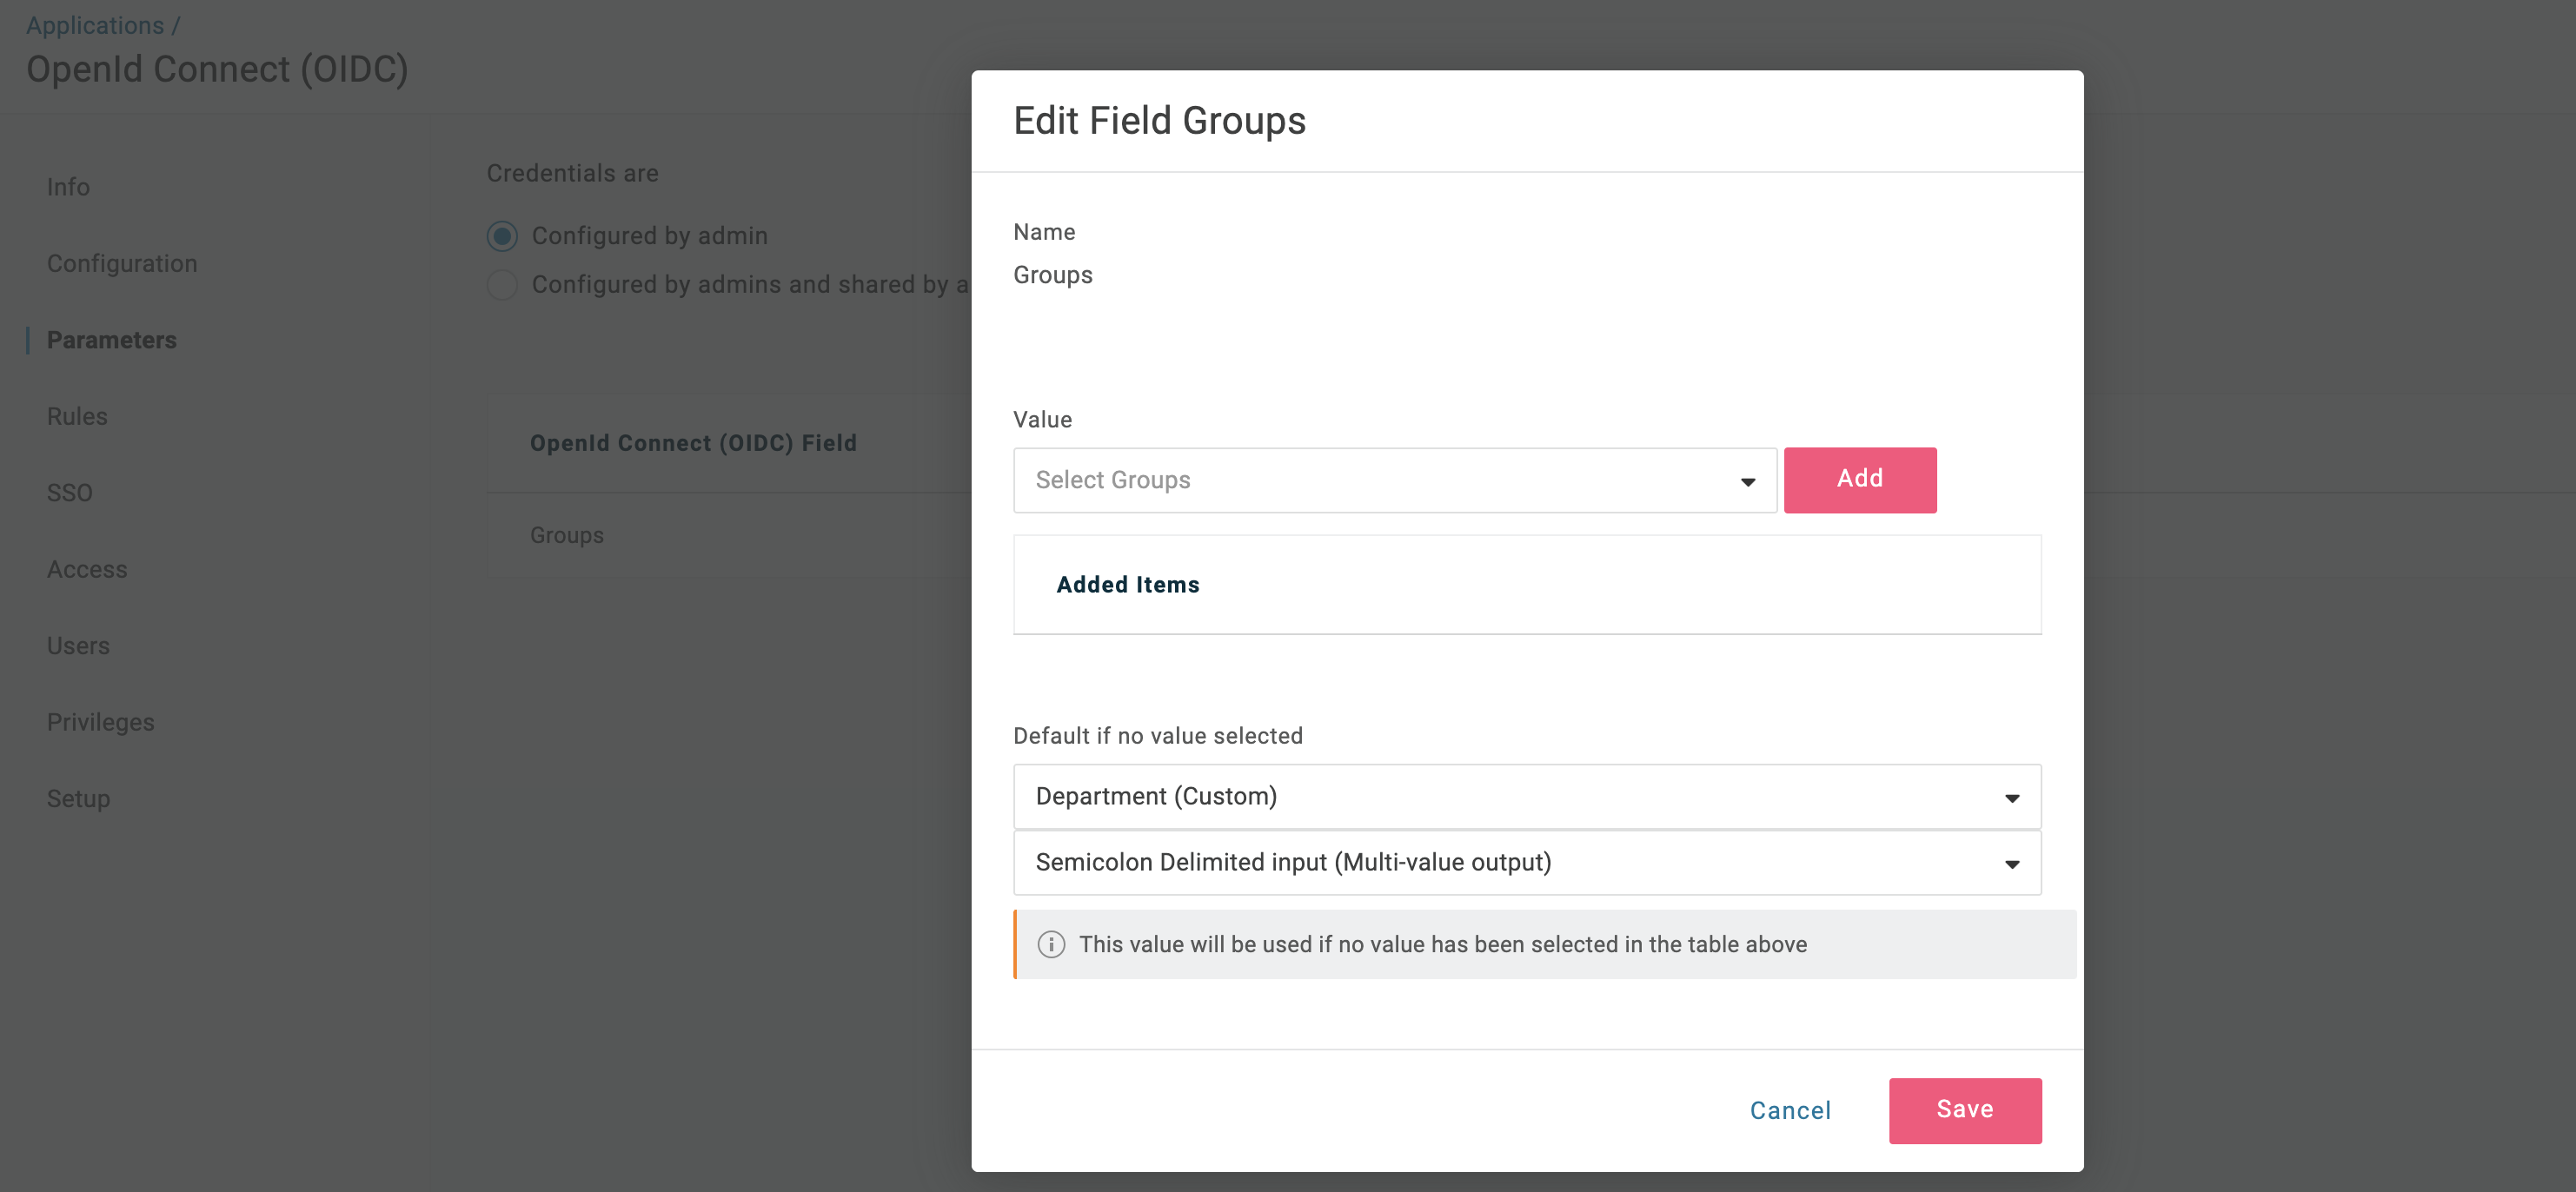 Applications /
OpenId Connect (OIDC)
Info
Configuration
Parameters
Rules
SSO
Access
Users
Privileges
Setup
Credentials are
Configured by admin
Configured by admins and shared by a
OpenId Connect (OIDC) Field
Groups
Edit Field Groups
Name
Groups
Value
Select Groups
Add
Added Items
Default if no value selected
Department (Custom)
Semicolon Delimited input (Multi-value output)
This value will be used if no value has been selected in the table above
Cancel
Save